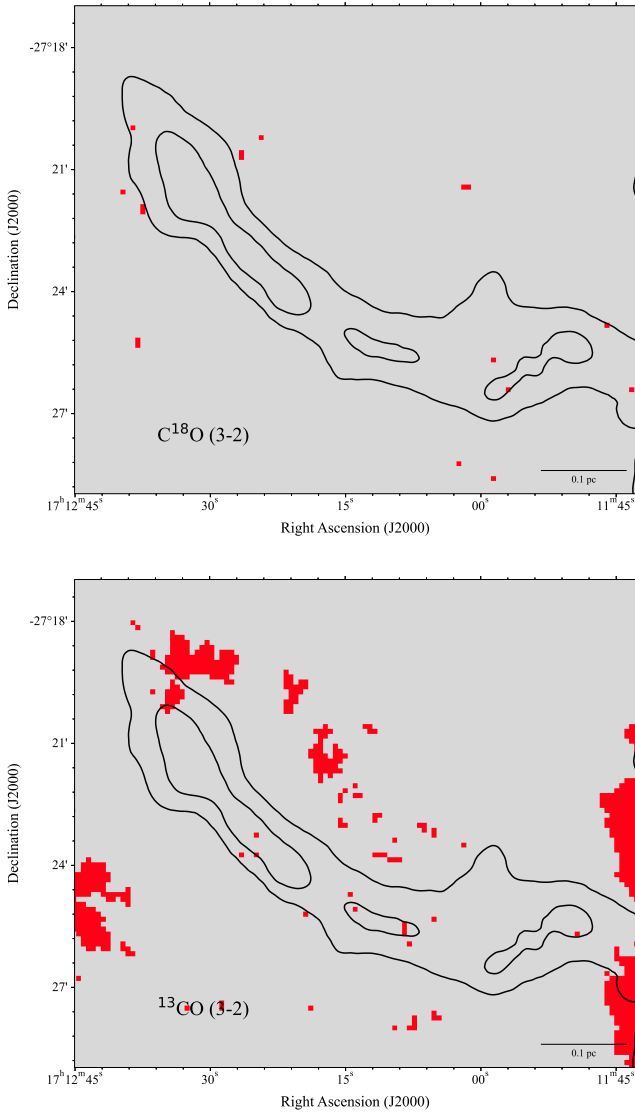 -27°18'
21'
24'
27'
Declination (J2000)
C¹⁸O (3-2)
0.1 pc
17ʰ12ᵐ45ˢ
30ˢ
15ˢ
00ˢ
11ᵐ45ˢ
Right Ascension (J2000)
-27°18'
21'
24'
27'
Declination (J2000)
¹³CO (3-2)
0.1 pc
17ʰ12ᵐ45ˢ
30ˢ
15ˢ
00ˢ
11ᵐ45ˢ
Right Ascension (J2000)